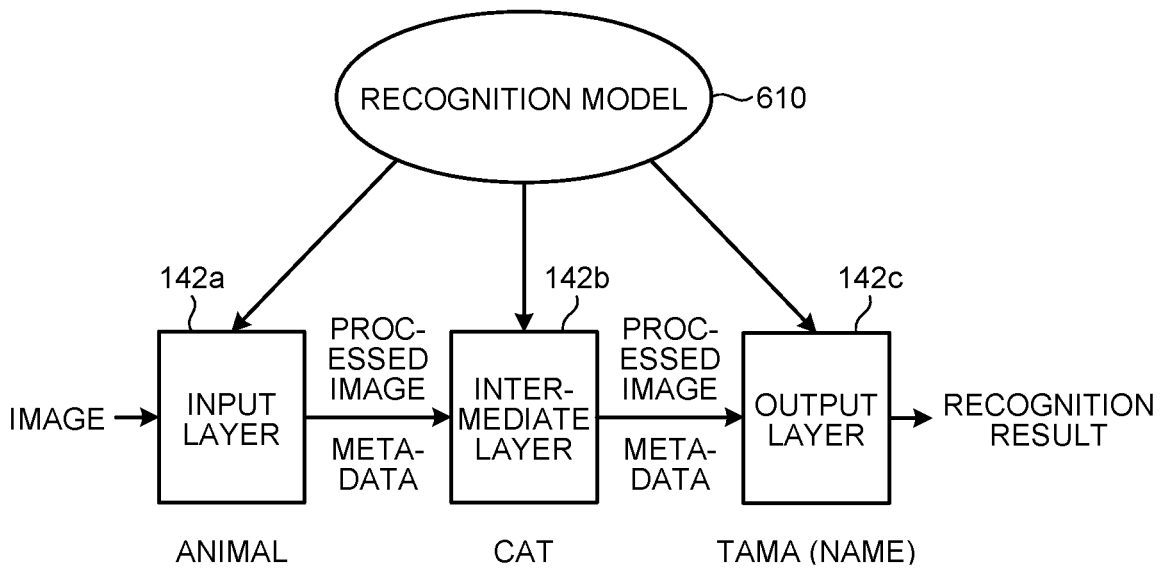 RECOGNITION MODEL
610
142a
142b
142c
IMAGE
INPUT
LAYER
PROC-
ESSED
IMAGE
META-
DATA
INTER-
MEDIATE
LAYER
PROC-
ESSED
IMAGE
META-
DATA
OUTPUT
LAYER
RECOGNITION
RESULT
ANIMAL
CAT
TAMA (NAME)